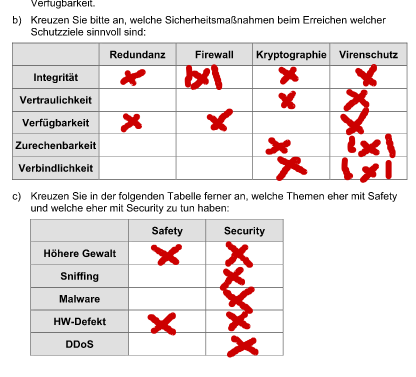 Verfügbarkeit.
b) Kreuzen Sie bitte an, welche Sicherheitsmaßnahmen beim Erreichen welcher
Schutzziele sinnvoll sind:
Redundanz Firewall Kryptographie Virenschutz
Integrität X |X| X X
Vertraulichkeit X X
Verfügbarkeit X X X
Zurechenbarkeit X |X|
Verbindlichkeit X |X|
c) Kreuzen Sie in der folgenden Tabelle ferner an, welche Themen eher mit Safety
und welche eher mit Security zu tun haben:
Safety Security
Höhere Gewalt X X
Sniffing X
Malware X
HW-Defekt X X
DDoS X